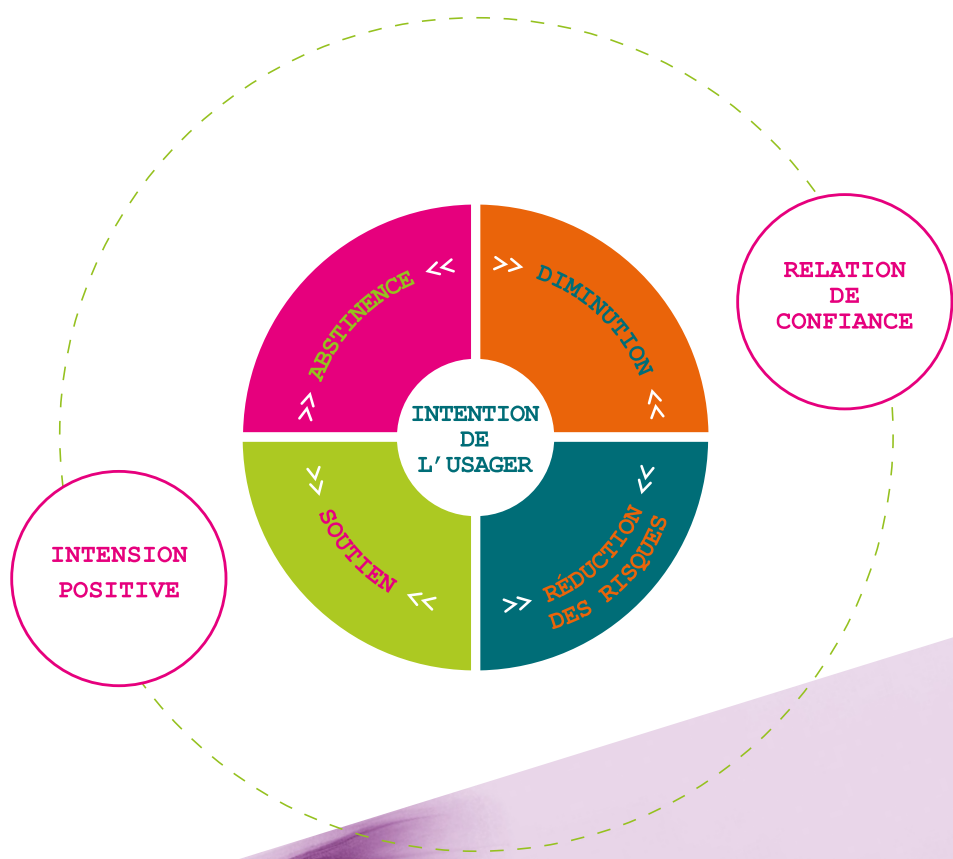 ABSTINENCE
DIMINUTION
RELATION
DE
CONFIANCE
INTENTION
DE
L'USAGER
SOUTIEN
RÉDUCTION
DES RISQUES
INTENSION
POSITIVE